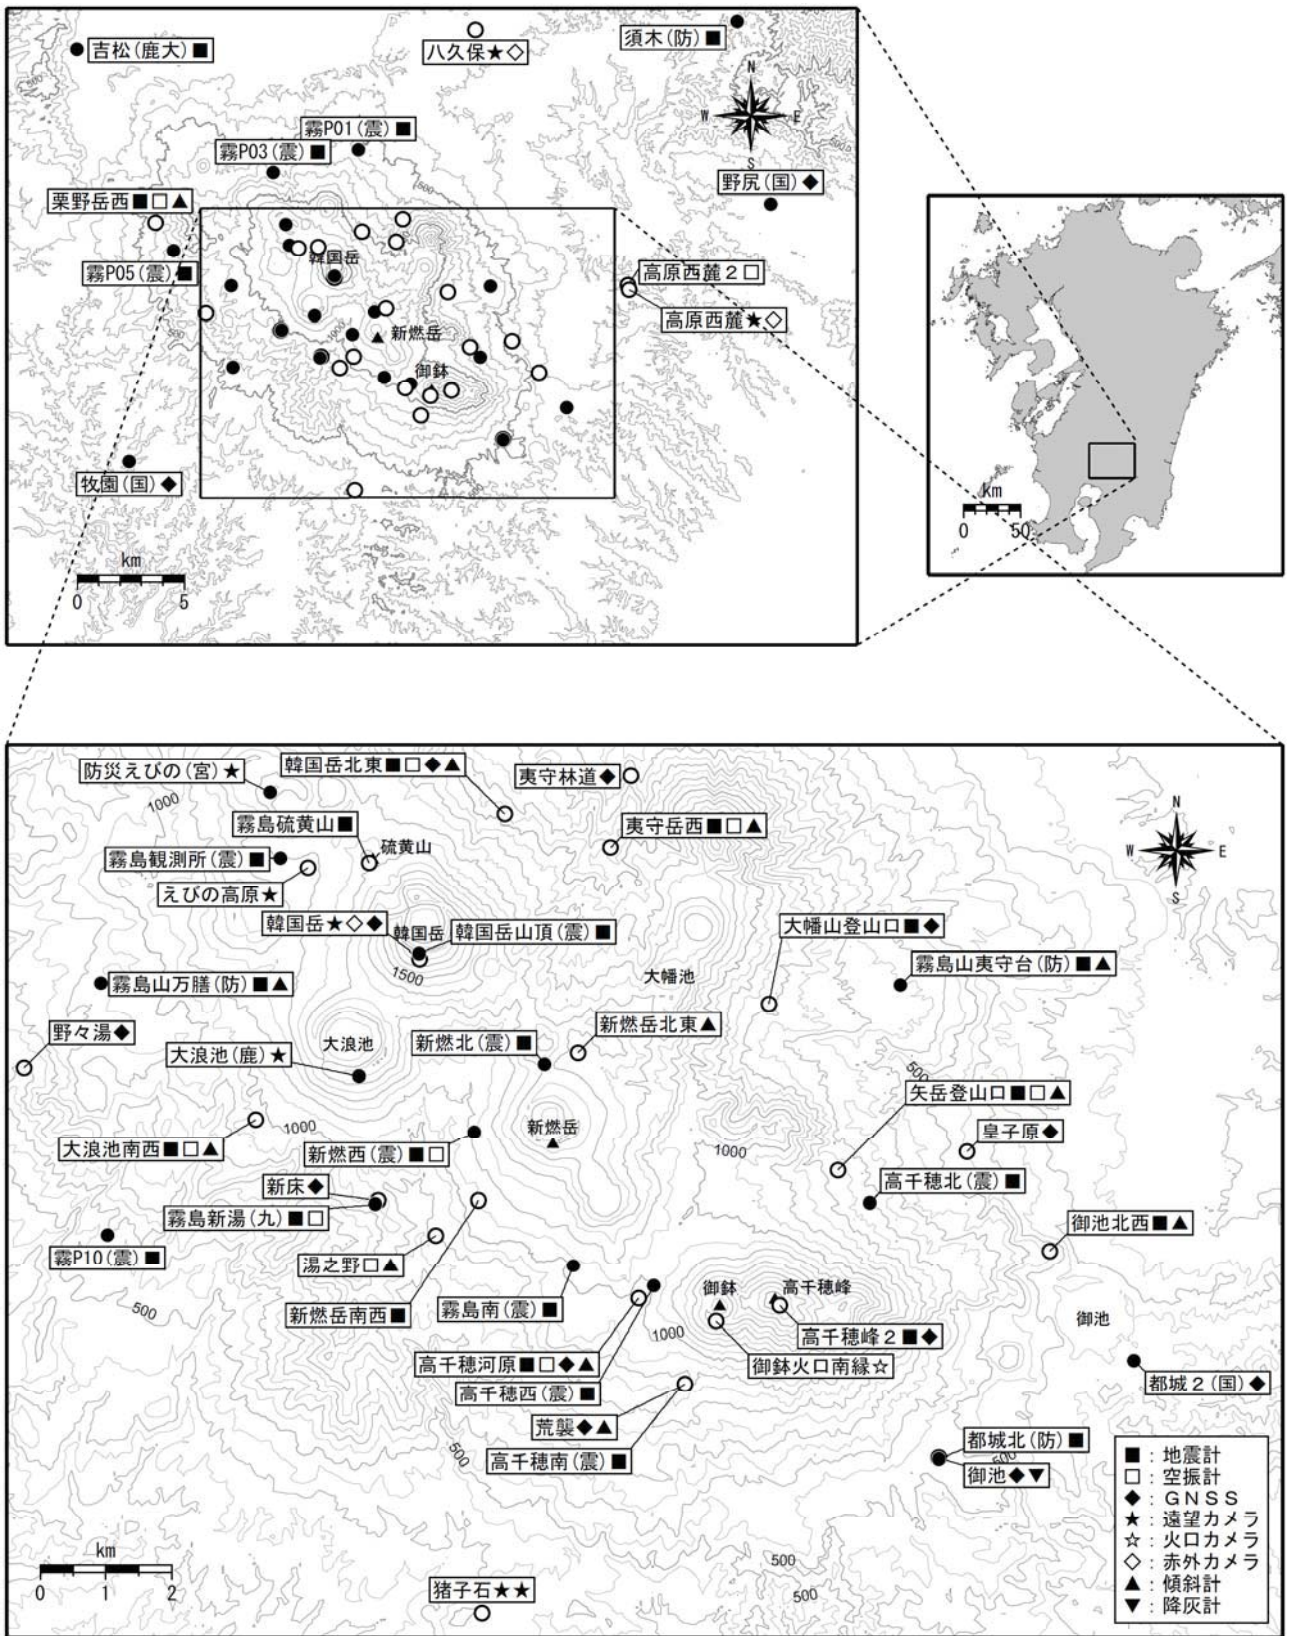 吉松(鹿大)■
八久保★◇
須木(防)■
N
W
E
S
霧P01(震)■
霧P03(震)■
500
野尻(国)◆
栗野岳西■□▲
霧P05(震)■
韓国岳
高原西麓2□
高原西麓★◇
新燃岳
御鉢
牧園(国)◆
km
0 5
km
0 50
防災えびの(宮)★
韓国岳北東■□◆▲
夷守林道◆
1000
霧島硫黄山■
硫黄山
夷守岳西■□▲
N
W
E
S
霧島観測所(震)■
えびの高原★
韓国岳★◇◆
韓国岳
韓国岳山頂(震)■
大幡山登山口■◆
1500
大幡池
霧島山万膳(防)■▲
霧島山夷守台(防)■▲
野々湯◆
大浪池
新燃岳北東▲
大浪池(鹿)★
新燃北(震)■
500
矢岳登山口■□▲
大浪池南西■□▲
1000
新燃岳
皇子原◆
新燃西(震)■□
1000
新床◆
高千穂北(震)■
霧島新湯(九)■□
御池北西■▲
霧P10(震)■
湯之野□▲
500
新燃岳南西■
霧島南(震)■
御鉢
高千穂峰
御池
1000
高千穂峰2■◆
高千穂河原■□◆▲
御鉢火口南縁☆
高千穂西(震)■
都城2(国)◆
荒襲◆▲
500
高千穂南(震)■
都城北(防)■
御池◆▼
500
■:地震計
□:空振計
◆:GNSS
★:遠望カメラ
☆:火口カメラ
◇:赤外カメラ
▲:傾斜計
▼:降灰計
km
0 1 2
500
500
猪子石★★